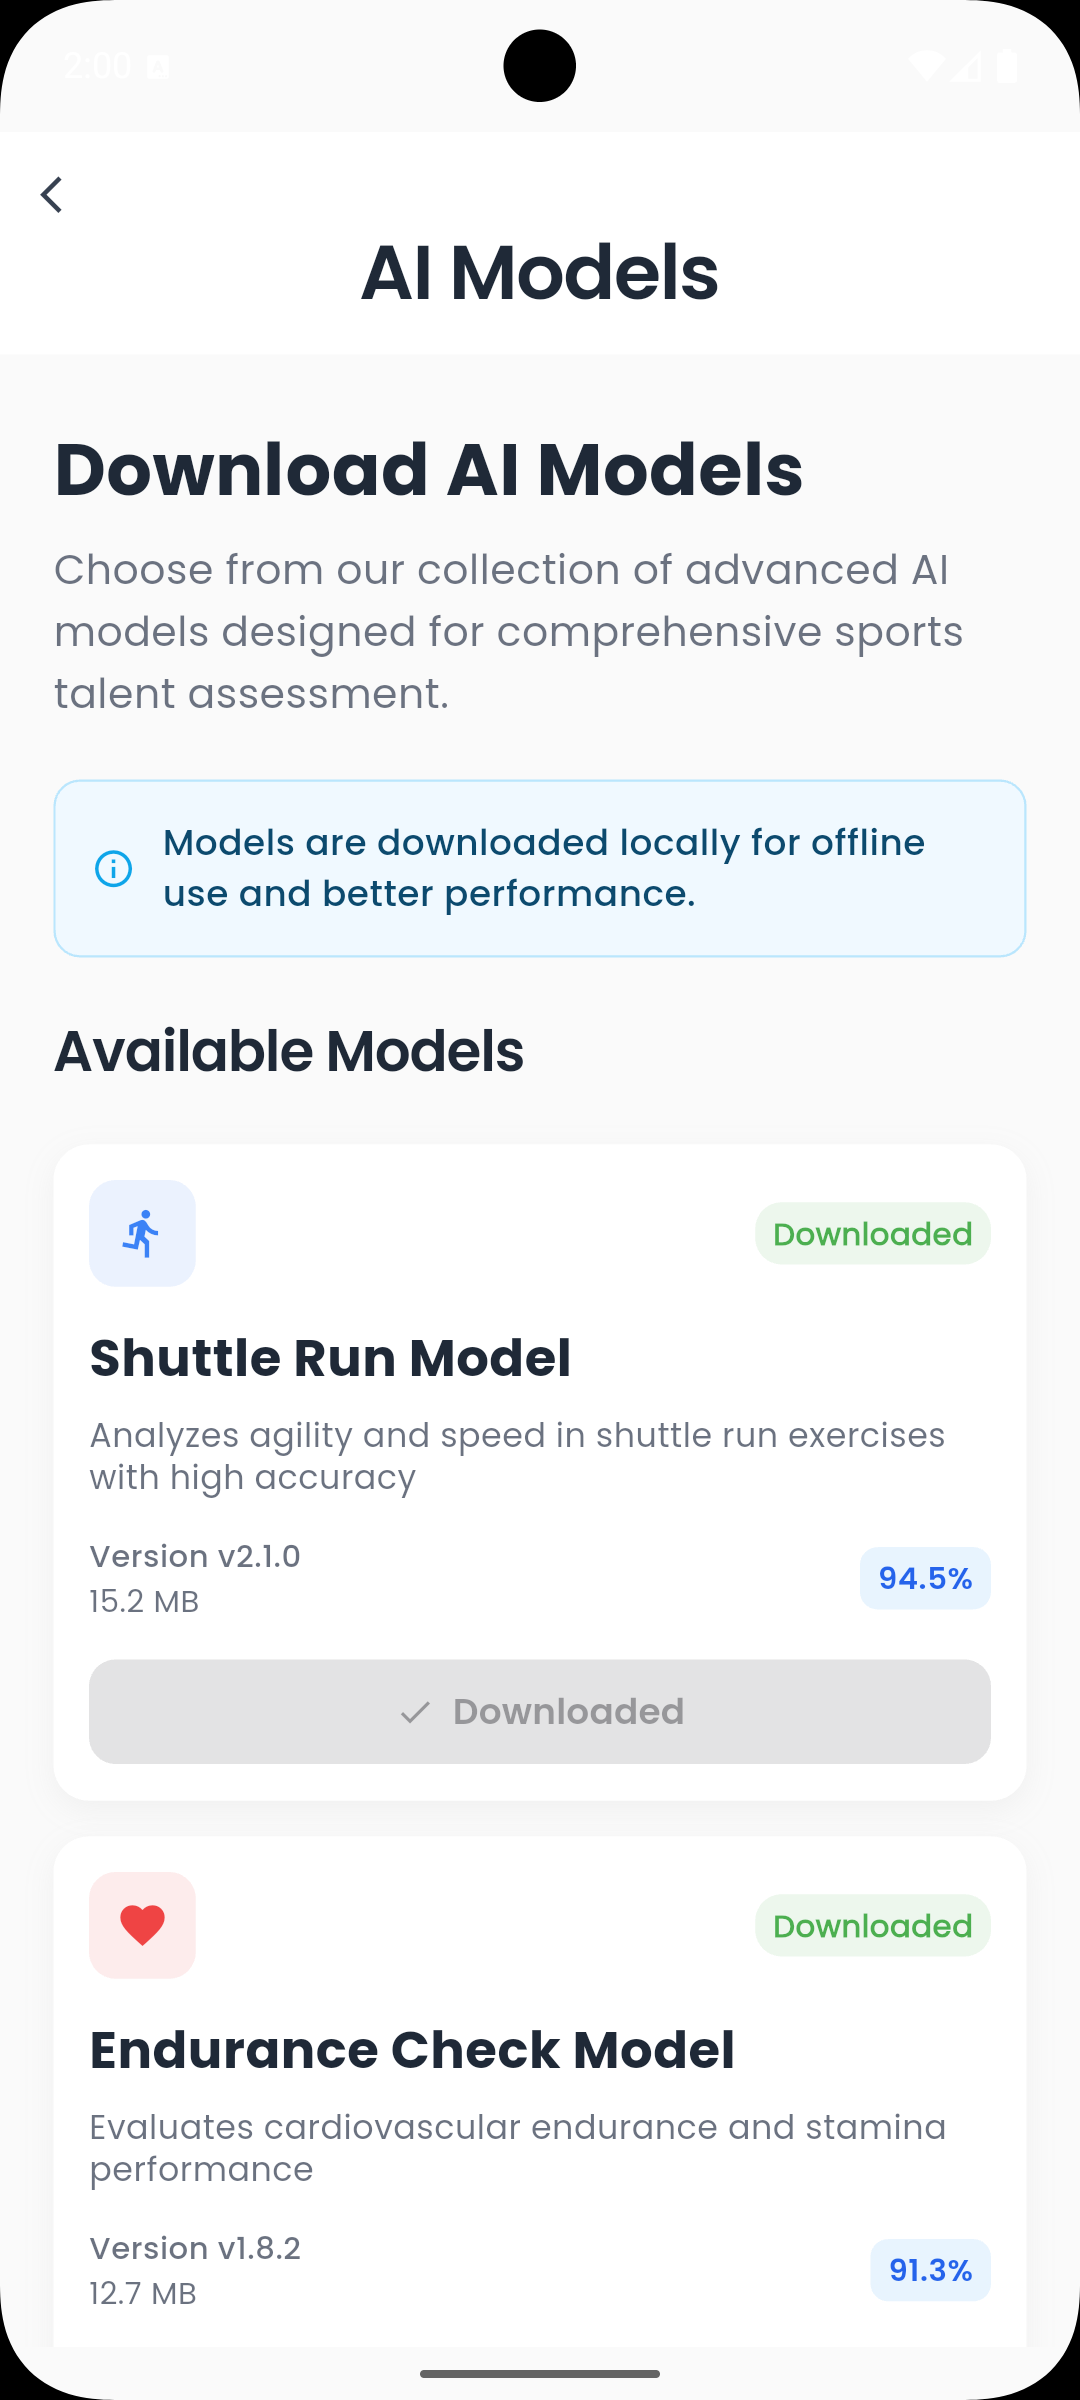 2:00
AI Models
Download AI Models
Choose from our collection of advanced AI
models designed for comprehensive sports
talent assessment.
Models are downloaded locally for offline
use and better performance.
Available Models
Downloaded
Shuttle Run Model
Analyzes agility and speed in shuttle run exercises
with high accuracy
Version v2.1.0
15.2 MB
94.5%
Downloaded
Downloaded
Endurance Check Model
Evaluates cardiovascular endurance and stamina
performance
Version v1.8.2
12.7 MB
91.3%